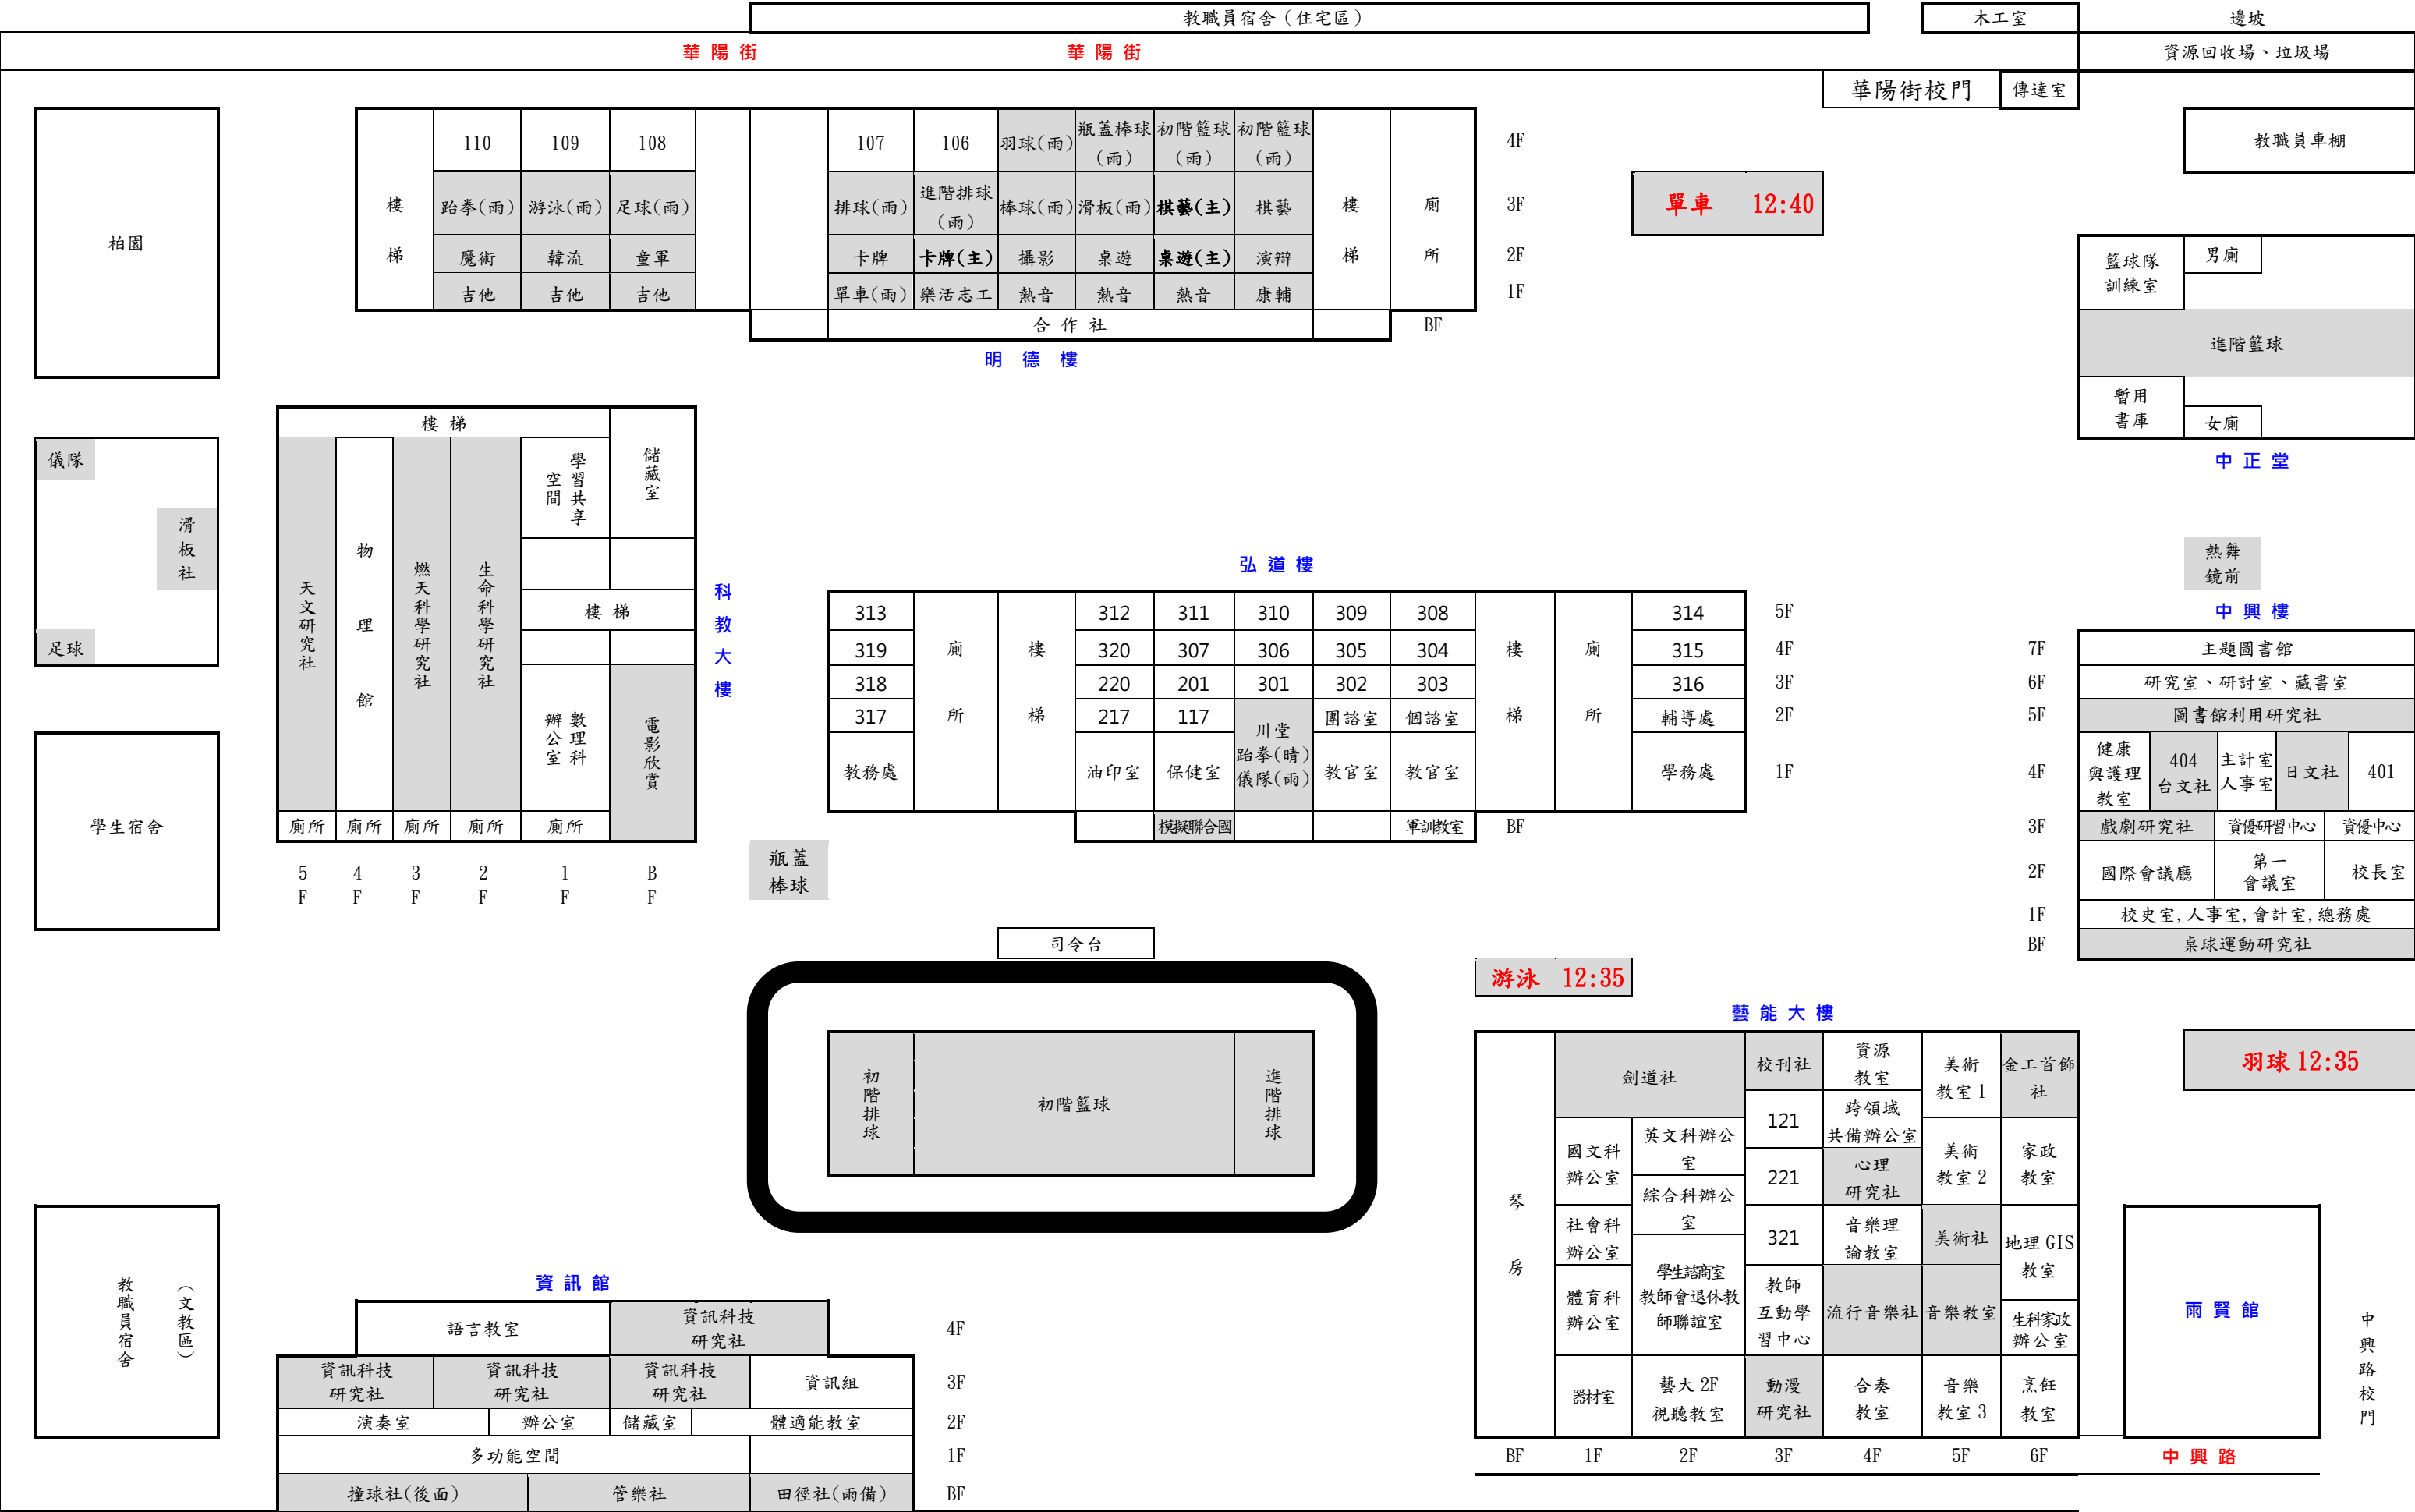 教職員宿舍（住宅區）
木工室
邊坡
華陽街
華陽街
資源回收場、垃圾場
華陽街校門
傳達室
柏園
樓梯
110
109
108
107
106
羽球(雨)
瓶蓋棒球(雨)
初階籃球(雨)
初階籃球(雨)
樓梯
廁所
4F
教職員車棚
跆拳(雨)
游泳(雨)
足球(雨)
排球(雨)
進階排球(雨)
棒球(雨)
滑板(雨)
棋藝(主)
棋藝
3F
單車 12:40
魔術
韓流
童軍
卡牌
卡牌(主)
攝影
桌遊
桌遊(主)
演辯
2F
吉他
吉他
吉他
單車(雨)
樂活志工
熱音
熱音
熱音
康輔
1F
合作社
BF
明德樓
籃球隊
訓練室
男廁
進階籃球
暫用
書庫
女廁
中正堂
儀隊
滑板社
足球
樓梯
天文研究社
物理館
燃天科學研究社
生命科學研究社
學習共享空間
儲藏室
樓梯
數理科辦公室
電影欣賞
廁所
廁所
廁所
廁所
廁所
5F
4F
3F
2F
1F
BF
科教大樓
弘道樓
313
廁所
樓梯
312
311
310
309
308
樓梯
廁所
314
5F
319
320
307
306
305
304
315
4F
318
220
201
301
302
303
316
3F
317
217
117
川堂
跆拳(晴)
儀隊(雨)
團諮室
個諮室
輔導處
2F
教務處
油印室
保健室
教官室
教官室
學務處
1F
模擬聯合國
軍訓教室
BF
熱舞
鏡前
中興樓
7F
主題圖書館
6F
研究室、研討室、藏書室
5F
圖書館利用研究社
4F
健康
與護理
教室
404
台文社
主計室
人事室
日文社
401
3F
戲劇研究社
資優研習中心
資優中心
2F
國際會議廳
第一
會議室
校長室
1F
校史室,人事室,會計室,總務處
BF
桌球運動研究社
學生宿舍
瓶蓋
棒球
司令台
初階排球
初階籃球
進階排球
游泳 12:35
藝能大樓
羽球 12:35
琴房
劍道社
校刊社
資源
教室
美術
教室 1
金工首飾
社
國文科
辦公室
英文科辦公室
121
跨領域
共備辦公室
美術
教室 2
家政
教室
綜合科辦公室
221
心理
研究社
社會科
辦公室
321
音樂理
論教室
美術社
地理 GIS
教室
體育科
辦公室
學生諮商室
教師會退休教
師聯誼室
教師
互動學
習中心
流行音樂社
音樂教室
生科家政
辦公室
器材室
藝大 2F
視聽教室
動漫
研究社
合奏
教室
音樂
教室 3
烹飪
教室
BF
1F
2F
3F
4F
5F
6F
雨賢館
中興路校門
中興路
教職員宿舍
（文教區）
資訊館
語言教室
資訊科技
研究社
4F
資訊科技
研究社
資訊科技
研究社
資訊科技
研究社
資訊組
3F
演奏室
辦公室
儲藏室
體適能教室
2F
多功能空間
1F
撞球社(後面)
管樂社
田徑社(雨備)
BF